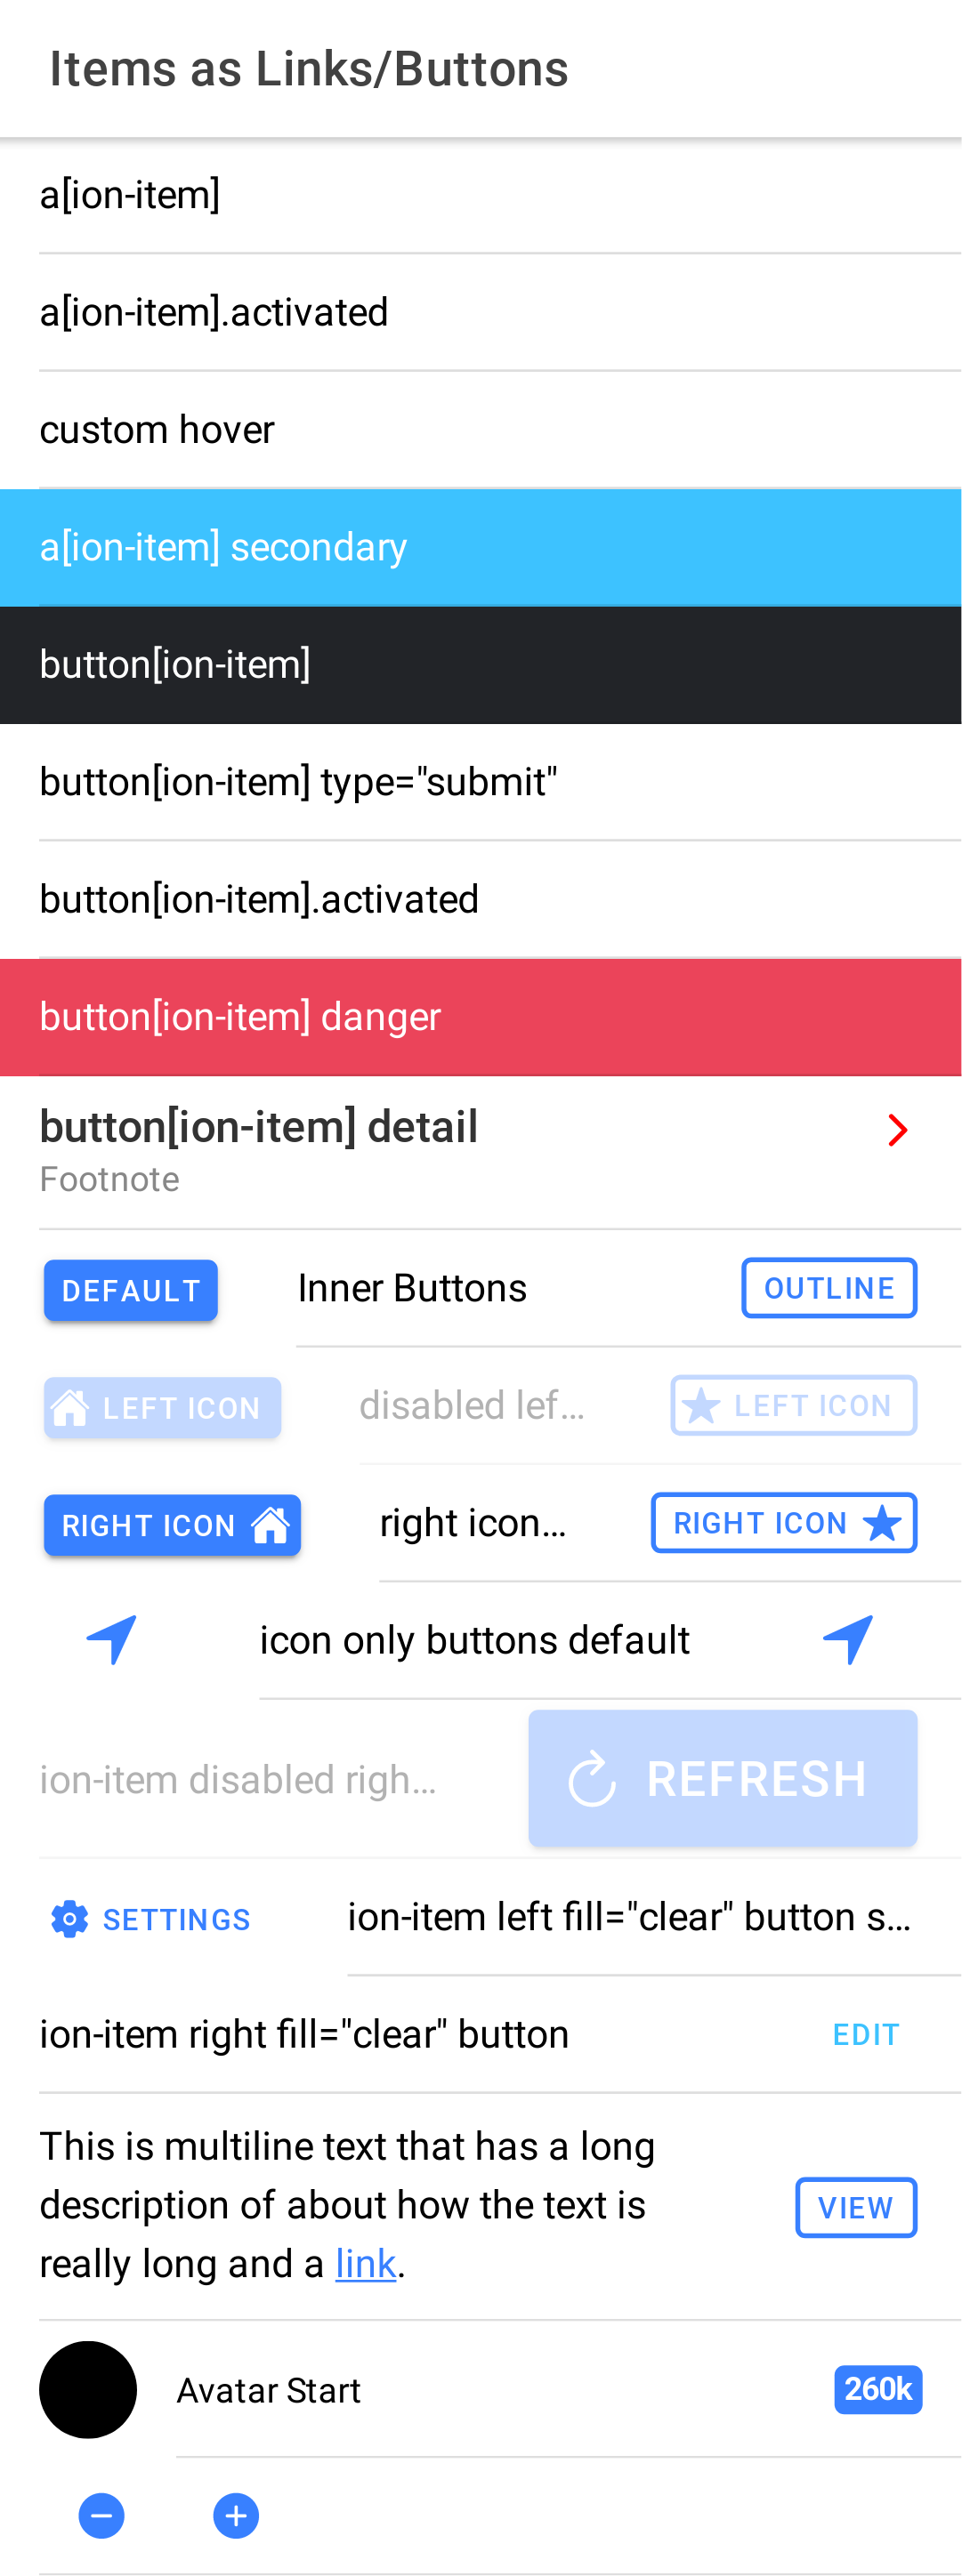 Items as Links/Buttons
a[ion-item]
a[ion-item].activated
custom hover
a[ion-item] secondary
button[ion-item]
button[ion-item] type="submit"
button[ion-item].activated
button[ion-item] danger
button[ion-item] detail
Footnote
DEFAULT Inner Buttons OUTLINE
LEFT ICON disabled lef... LEFT ICON
RIGHT ICON right icon... RIGHT ICON
icon only buttons default
ion-item disabled righ... REFRESH
SETTINGS ion-item left fill="clear" button s...
ion-item right fill="clear" button EDIT
This is multiline text that has a long
description of about how the text is
really long and a link.
VIEW
Avatar Start 260k